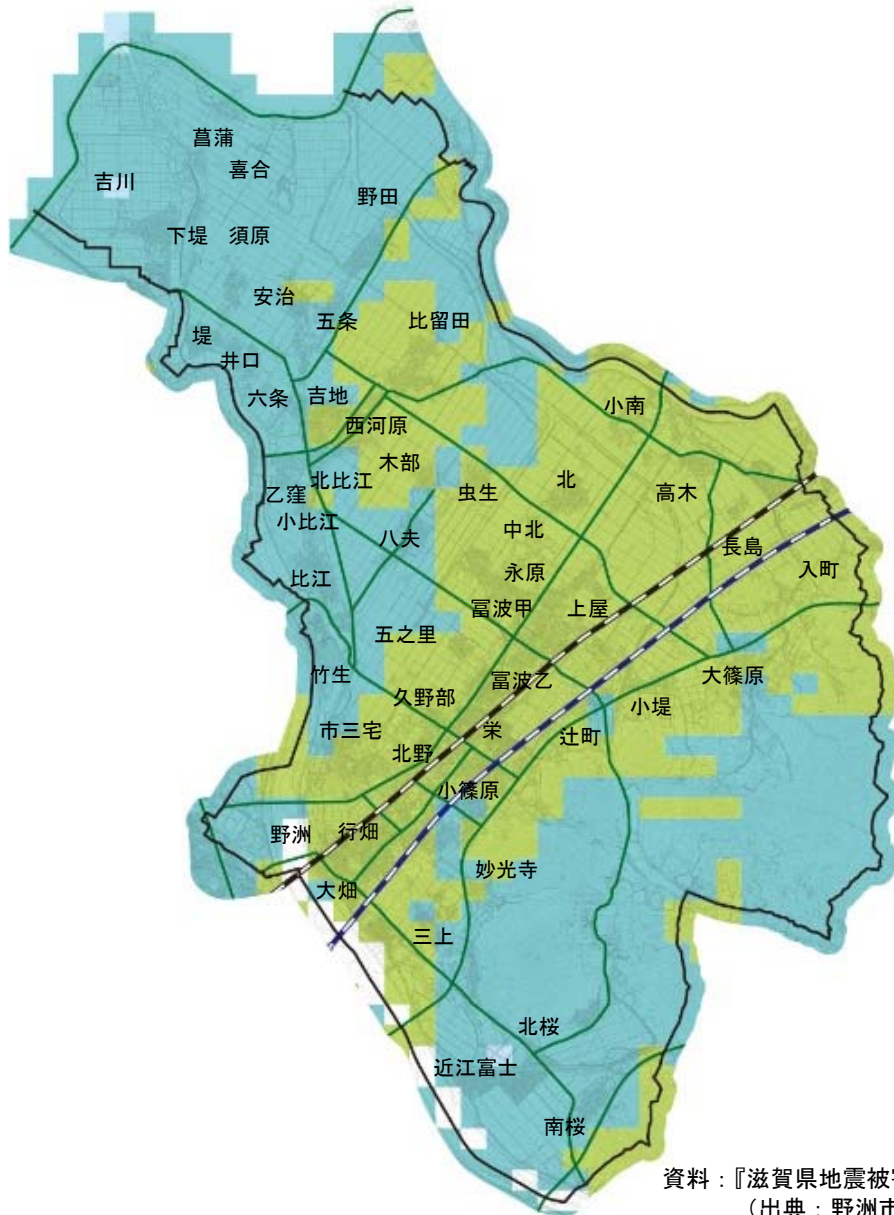 菖蒲
喜合
吉川
野田
下堤 須原
安治
五条
比留田
堤
井口
六条
吉地
小南
西河原
木部
北比江
北
乙窪
虫生
高木
小比江
中北
八夫
長島
永原
入町
比江
冨波甲
上屋
五之里
竹生
冨波乙
大篠原
久野部
小堤
市三宅
栄
辻町
北野
小篠原
野洲
行畑
妙光寺
大畑
三上
北桜
近江富士
南桜
資料:『滋賀県地震被
(出典:野洲市